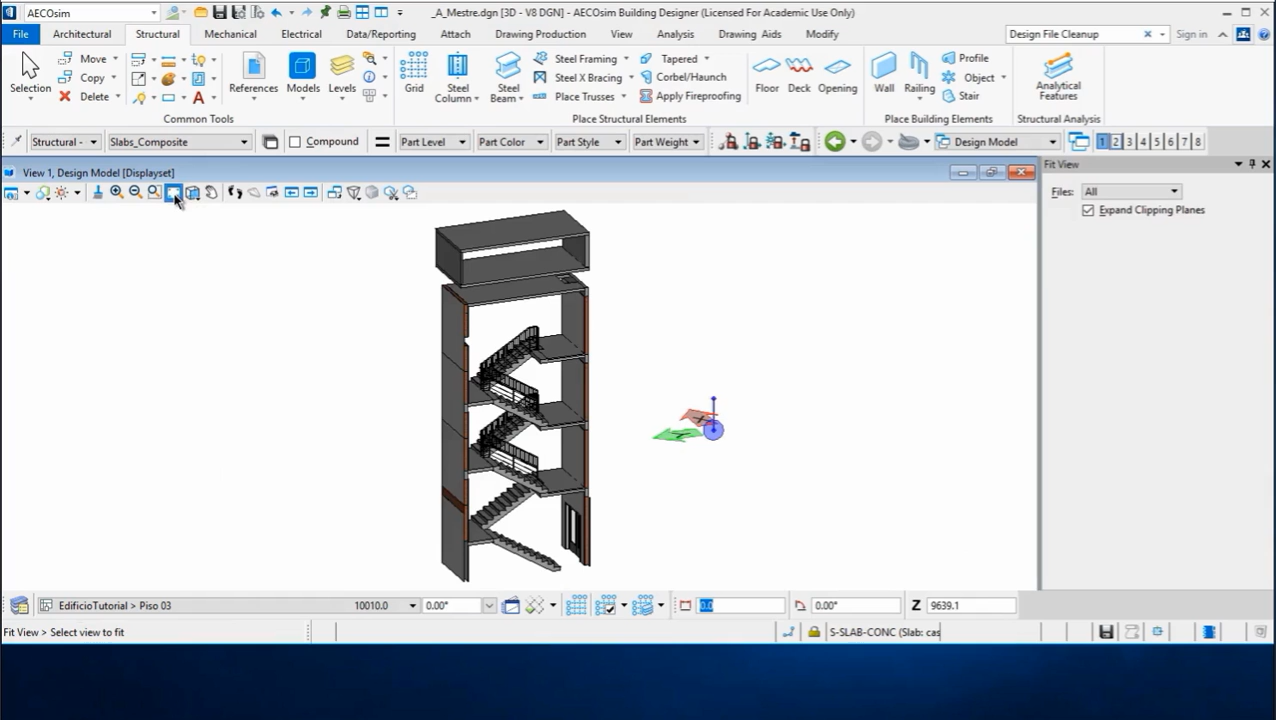 AECOsim
_A_Mestre.dgn [3D - V8 DGN] - AECOsim Building Designer (Licensed For Academic Use Only)
File Architectural Structural Mechanical Electrical Data/Reporting Attach Drawing Production View Analysis Drawing Aids Modify Design File Cleanup Sign in
Move Steel Framing Tapered Profile
Copy Steel X Bracing Corbel/Haunch Object
Selection Delete References Models Levels Grid Steel Column Steel Beam Place Trusses Apply Fireproofing Floor Deck Opening Wall Railing Stair Analytical Features
Common Tools Place Structural Elements Place Building Elements Structural Analysis
Structural - Slabs_Composite Compound Part Level Part Color Part Style Part Weight Design Model 1 2 3 4 5 6 7 8
View 1, Design Model [Displayset] Fit View
Files: All
Expand Clipping Planes
X
Y
EdificioTutorial > Piso 03 10010.0 0.00° 0.0 0.00° Z 9639.1
Fit View > Select view to fit S-SLAB-CONC (Slab: cas